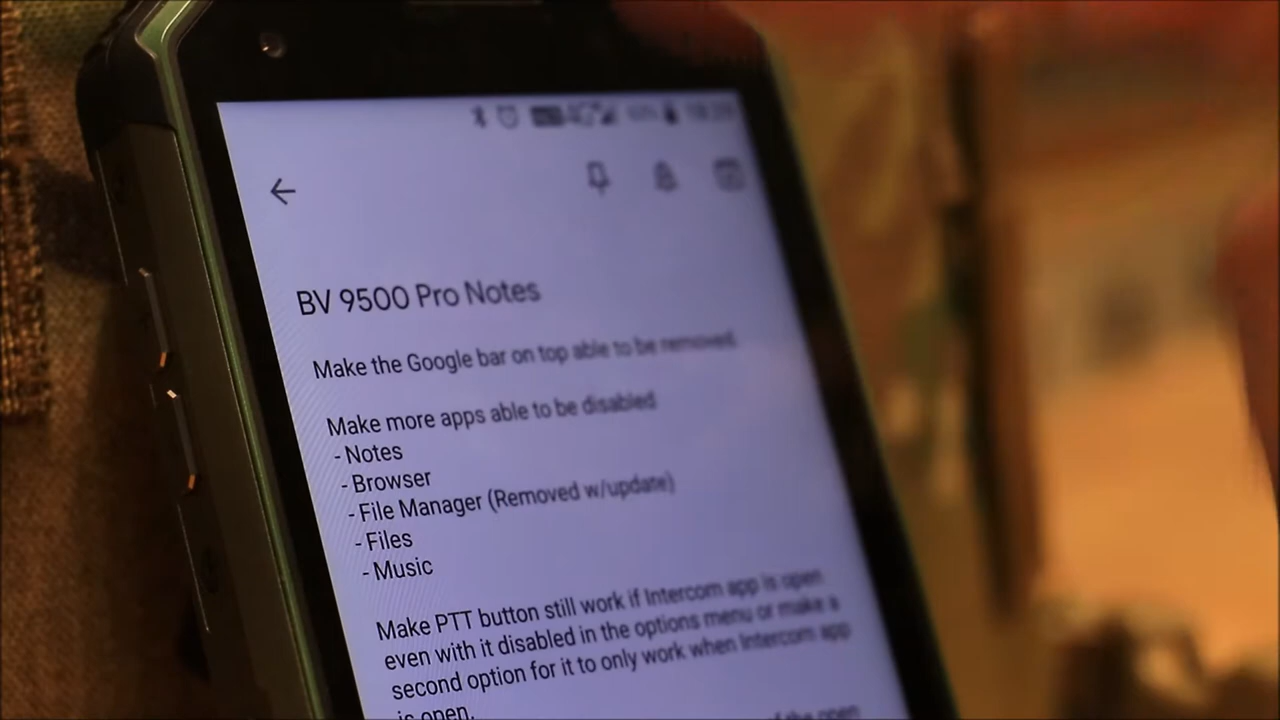 BV 9500 Pro Notes
Make the Google bar on top able to be removed.
Make more apps able to be disabled
- Notes
- Browser
- File Manager (Removed w/update)
- Files
- Music
Make PTT button still work if Intercom app is open
even with it disabled in the options menu or make a
second option for it to only work when Intercom app
is open.
of the open